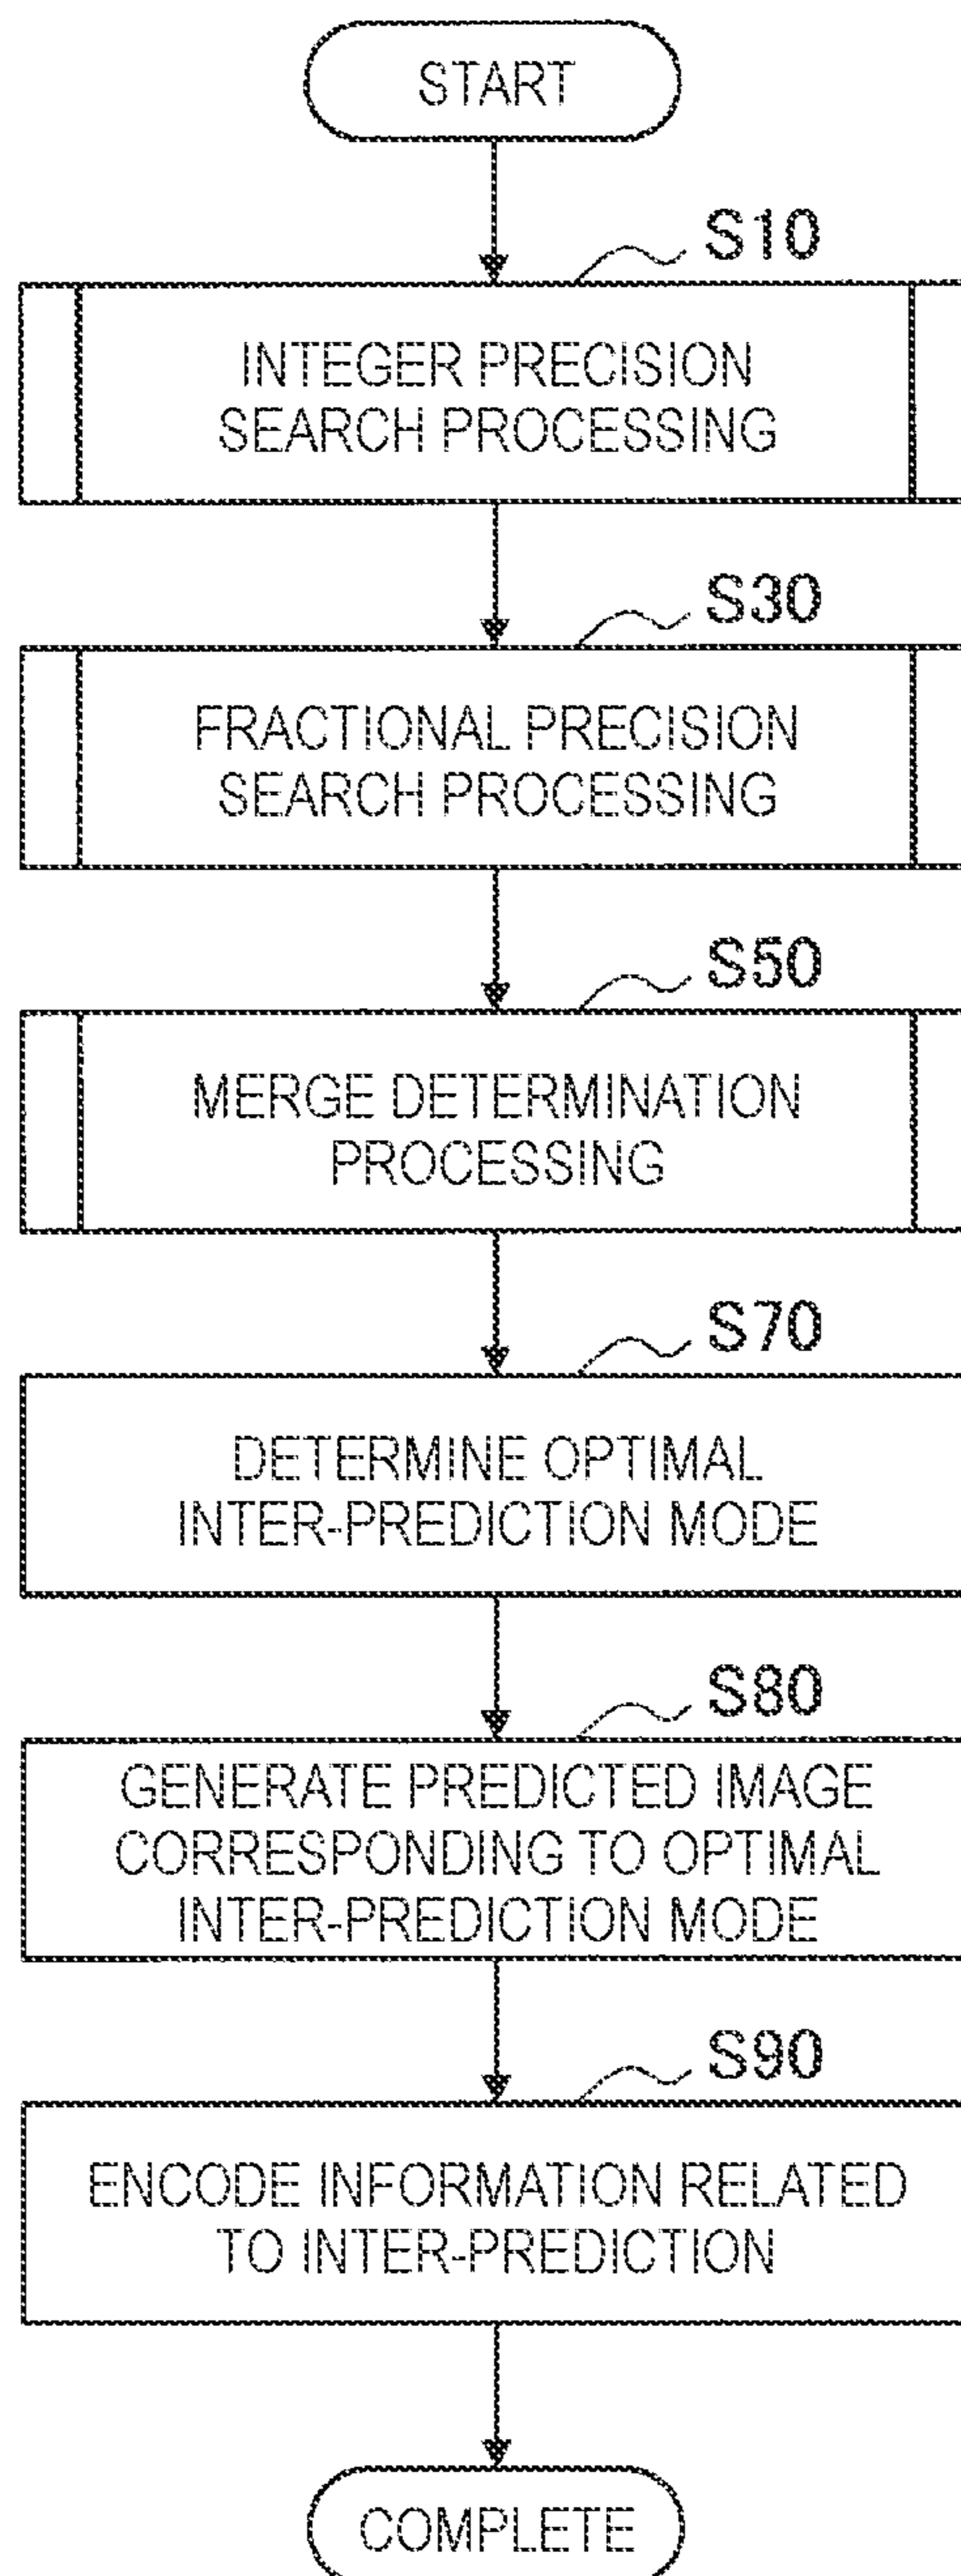 START
S10
INTEGER PRECISION
SEARCH PROCESSING
S30
FRACTIONAL PRECISION
SEARCH PROCESSING
S50
MERGE DETERMINATION
PROCESSING
S70
DETERMINE OPTIMAL
INTER-PREDICTION MODE
S80
GENERATE PREDICTED IMAGE
CORRESPONDING TO OPTIMAL
INTER-PREDICTION MODE
S90
ENCODE INFORMATION RELATED
TO INTER-PREDICTION
COMPLETE